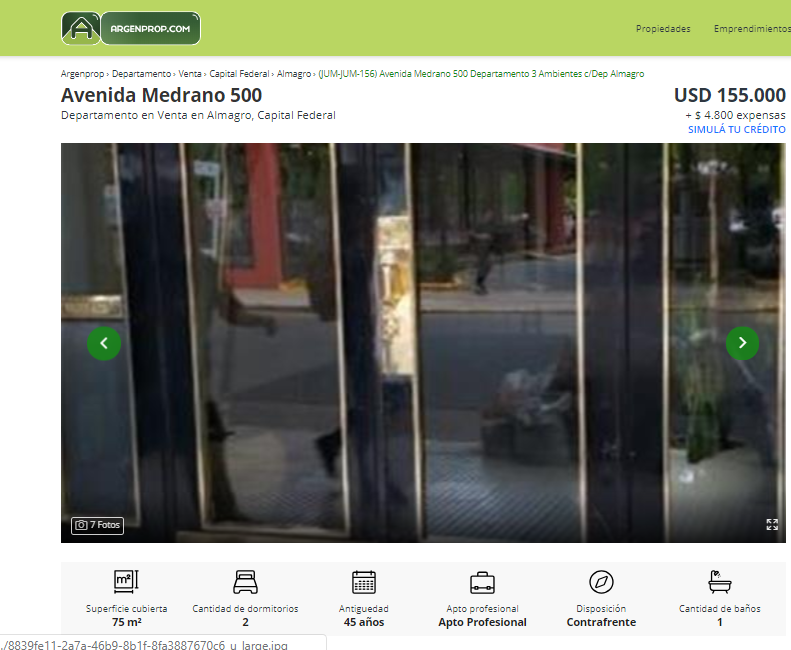 ARGENPROP.COM
Propiedades
Emprendimientos
Argenprop › Departamento › Venta › Capital Federal › Almagro › (JUM-JUM-156) Avenida Medrano 500 Departamento 3 Ambientes c/Dep Almagro
Avenida Medrano 500
USD 155.000
Departamento en Venta en Almagro, Capital Federal
+ $ 4.800 expensas
SIMULÁ TU CRÉDITO
7 Fotos
m²
Superficie cubierta
75 m²
Cantidad de dormitorios
2
Antiguedad
45 años
Apto profesional
Apto Profesional
Disposición
Contrafrente
Cantidad de baños
1
./8839fe11-2a7a-46b9-8b1f-8fa3887670c6_u_large.jpg